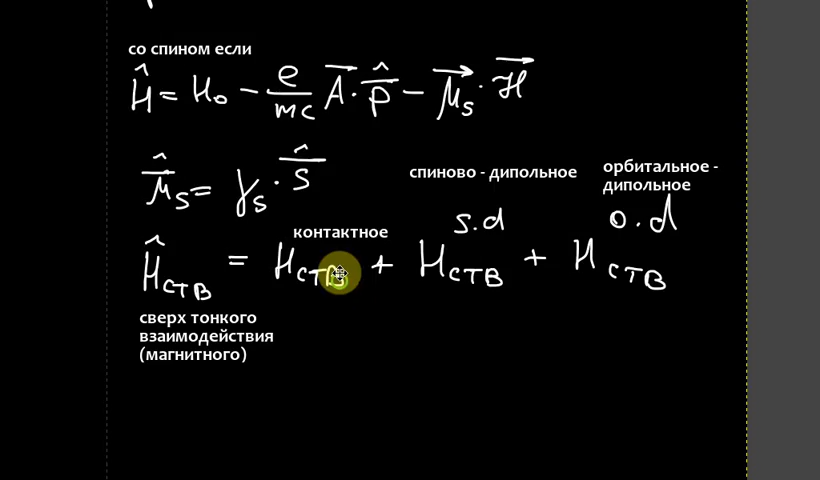 со спином если
Ĥ = H₀ − e/mc A⃗ · p̂ − μ⃗ₛ · H⃗
μ̂ₛ = γₛ · ŝ
спиново - дипольное
орбитальное -
дипольное
контактное
s.d
o.d
Ĥств = Hств + Hств + Hств
сверх тонкого
взаимодействия
(магнитного)